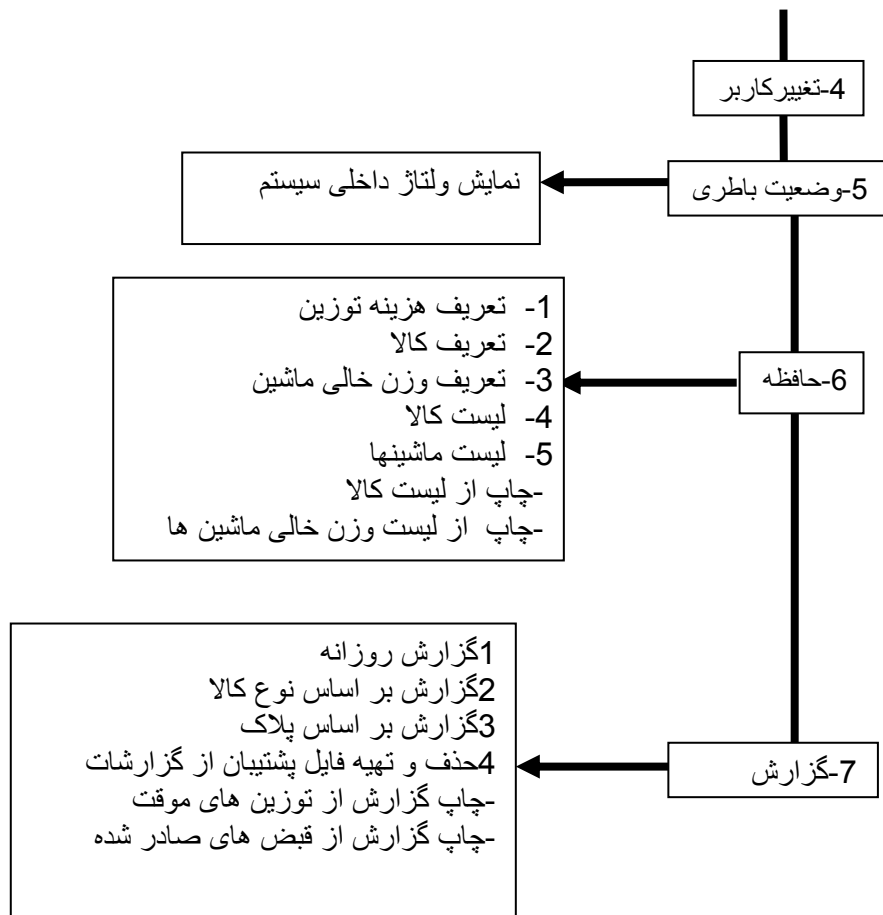 4-تغییرکاربر
5-وضعیت باطری
نمایش ولتاژ داخلی سیستم
6-حافظه
1- تعریف هزینه توزین
2- تعریف کالا
3- تعریف وزن خالی ماشین
4- لیست کالا
5- لیست ماشینها
-چاپ از لیست کالا
-چاپ از لیست وزن خالی ماشین ها
7-گزارش
1گزارش روزانه
2گزارش بر اساس نوع کالا
3گزارش بر اساس پلاک
4حذف و تهیه فایل پشتیبان از گزارشات
-چاپ گزارش از توزین های موقت
-چاپ گزارش از قبض های صادر شده